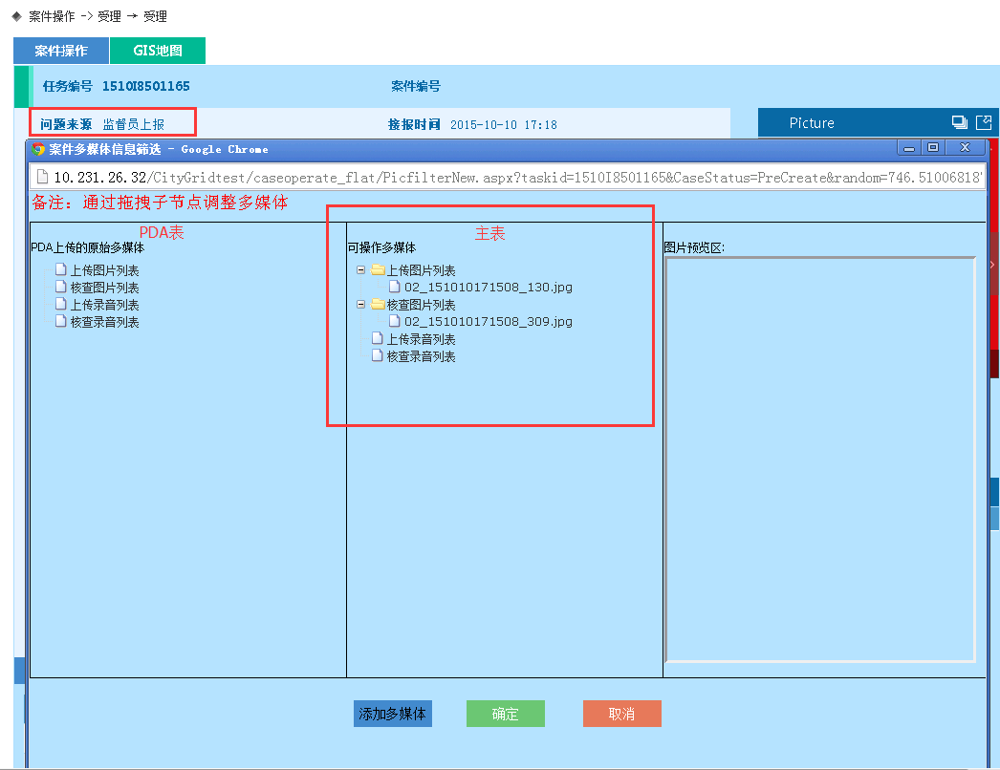 案件操作 -> 受理 → 受理
案件操作 GIS地图
任务编号 1510I8501165 案件编号
问题来源 监督员上报 接报时间 2015-10-10 17:18 Picture
案件多媒体信息筛选 - Google Chrome
10.231.26.32/CityGridtest/caseoperate_flat/PicfilterNew.aspx?taskid=1510I8501165&CaseStatus=PreCreate&random=746.51006818
备注: 通过拖拽子节点调整多媒体
PDA表 主表
PDA上传的原始多媒体 可操作多媒体 图片预览区:
上传图片列表 上传图片列表
核查图片列表 02_151010171508_130.jpg
上传录音列表 核查图片列表
核查录音列表 02_151010171508_309.jpg
上传录音列表
核查录音列表
添加多媒体 确定 取消